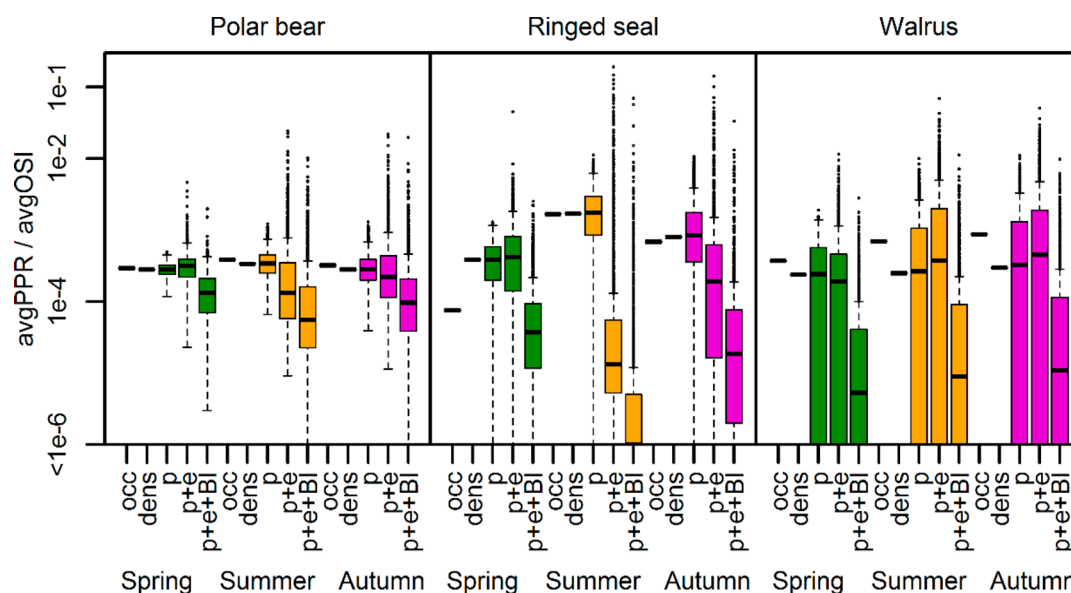 Polar bear Ringed seal Walrus
avgPPR / avgOSI
1e-1
1e-2
1e-4
<1e-6
occ dens p p+e p+e+BI occ dens p p+e p+e+BI occ dens p p+e p+e+BI occ dens p p+e p+e+BI occ dens p p+e p+e+BI occ dens p p+e p+e+BI occ dens p p+e p+e+BI occ dens p p+e p+e+BI occ dens p p+e p+e+BI
Spring Summer Autumn Spring Summer Autumn Spring Summer Autumn